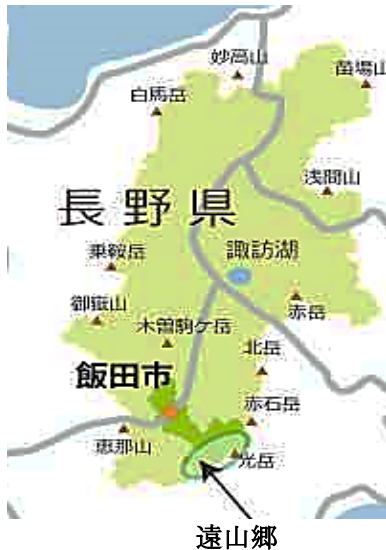 妙高山
苗場山
白馬岳
浅間山
長野県
乗鞍岳
諏訪湖
御嶽山
赤岳
木曽駒ケ岳
北岳
飯田市
赤石岳
恵那山
光岳
遠山郷